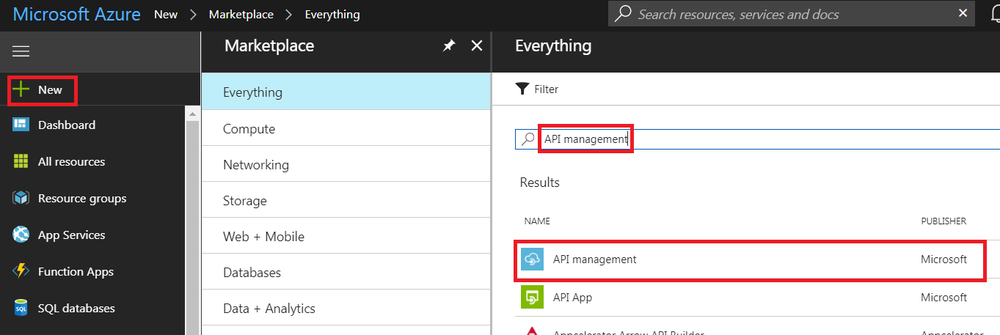 Microsoft Azure New > Marketplace > Everything
Search resources, services and docs
New
Dashboard
All resources
Resource groups
App Services
Function Apps
SQL databases
Marketplace
Everything
Compute
Networking
Storage
Web + Mobile
Databases
Data + Analytics
Everything
Filter
API management
Results
NAME PUBLISHER
API management Microsoft
API App Microsoft
Appcelerator Arrow API Builder Appcelerator